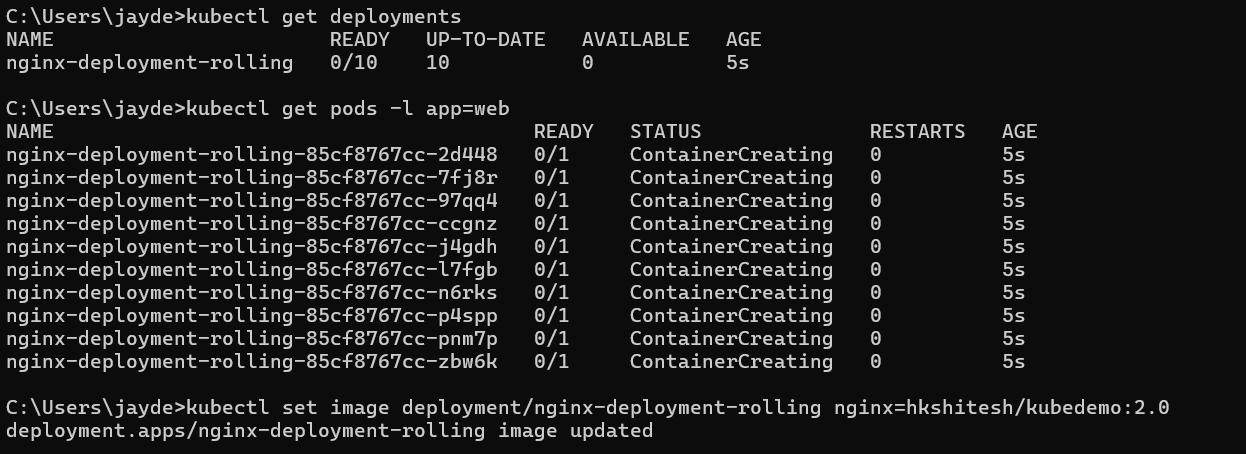 C:\Users\jayde>kubectl get deployments
NAME READY UP-TO-DATE AVAILABLE AGE
nginx-deployment-rolling 0/10 10 0 5s
C:\Users\jayde>kubectl get pods -l app=web
NAME READY STATUS RESTARTS AGE
nginx-deployment-rolling-85cf8767cc-2d448 0/1 ContainerCreating 0 5s
nginx-deployment-rolling-85cf8767cc-7fj8r 0/1 ContainerCreating 0 5s
nginx-deployment-rolling-85cf8767cc-97qq4 0/1 ContainerCreating 0 5s
nginx-deployment-rolling-85cf8767cc-ccgnz 0/1 ContainerCreating 0 5s
nginx-deployment-rolling-85cf8767cc-j4gdh 0/1 ContainerCreating 0 5s
nginx-deployment-rolling-85cf8767cc-l7fgb 0/1 ContainerCreating 0 5s
nginx-deployment-rolling-85cf8767cc-n6rks 0/1 ContainerCreating 0 5s
nginx-deployment-rolling-85cf8767cc-p4spp 0/1 ContainerCreating 0 5s
nginx-deployment-rolling-85cf8767cc-pnm7p 0/1 ContainerCreating 0 5s
nginx-deployment-rolling-85cf8767cc-zbw6k 0/1 ContainerCreating 0 5s
C:\Users\jayde>kubectl set image deployment/nginx-deployment-rolling nginx=hkshitesh/kubedemo:2.0
deployment.apps/nginx-deployment-rolling image updated